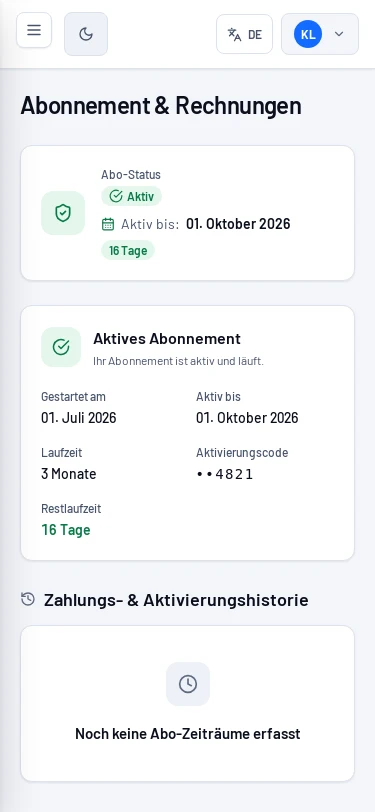 DE
KL
Abonnement & Rechnungen
Abo-Status
Aktiv
Aktiv bis: 01. Oktober 2026
16 Tage
Aktives Abonnement
Ihr Abonnement ist aktiv und läuft.
Gestartet am
Aktiv bis
01. Juli 2026
01. Oktober 2026
Laufzeit
Aktivierungscode
3 Monate
••4821
Restlaufzeit
16 Tage
Zahlungs- & Aktivierungshistorie
Noch keine Abo-Zeiträume erfasst